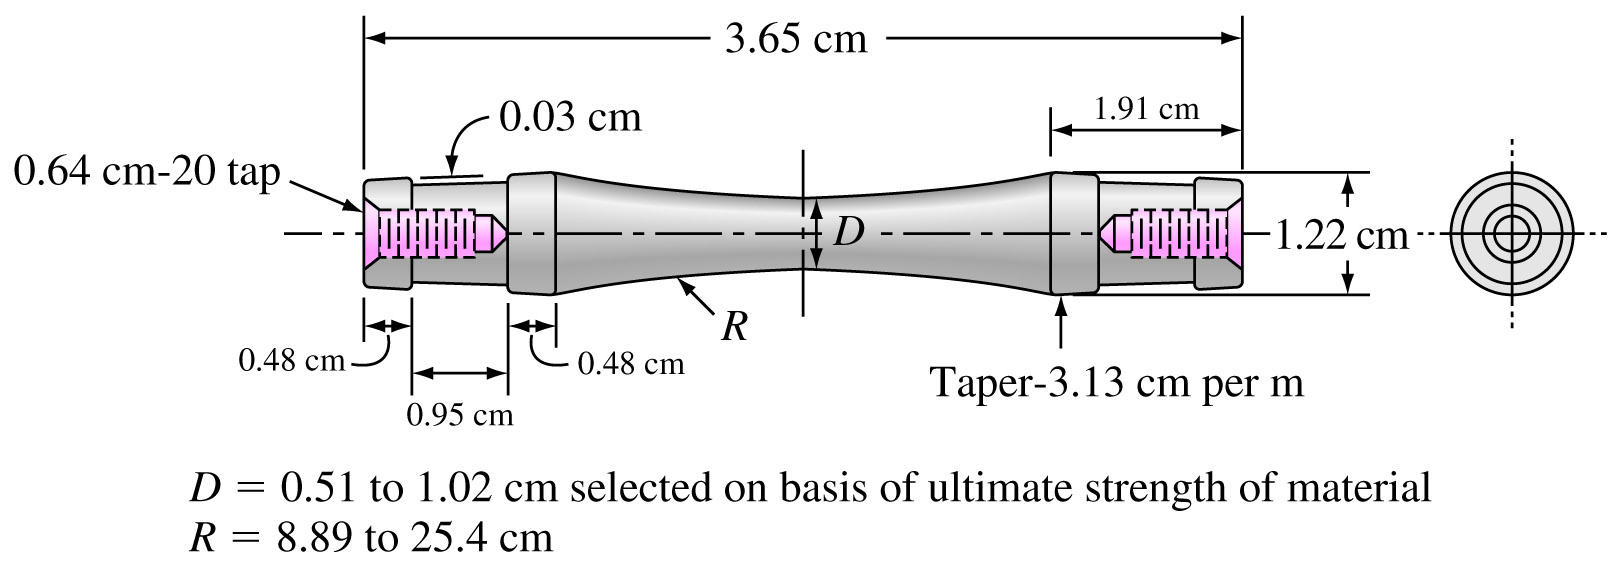 3.65 cm
0.03 cm
1.91 cm
0.64 cm-20 tap
D
1.22 cm
R
0.48 cm
0.48 cm
0.95 cm
Taper-3.13 cm per m
D = 0.51 to 1.02 cm selected on basis of ultimate strength of material
R = 8.89 to 25.4 cm